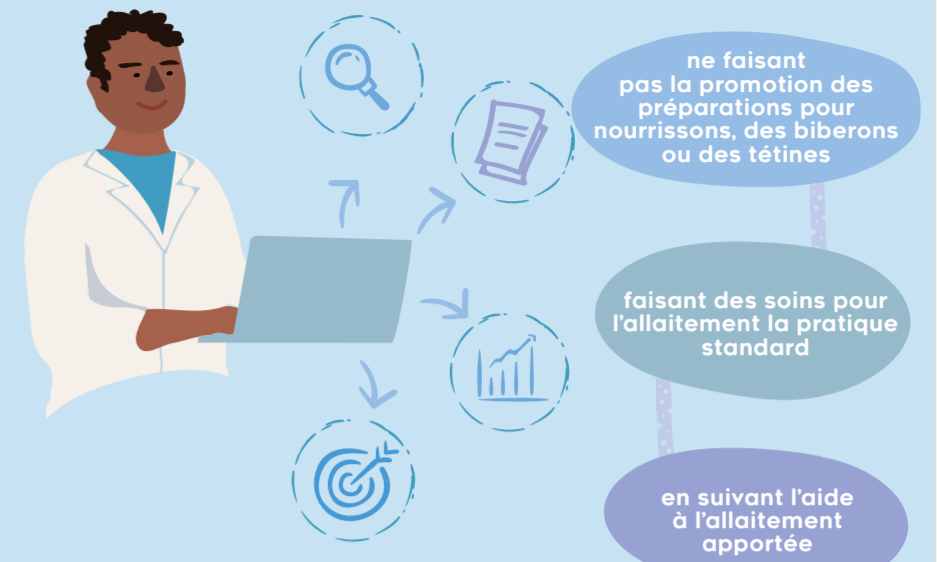 ne faisant
pas la promotion des
préparations pour
nourrissons, des biberons
ou des tétines
faisant des soins pour
l'allaitement la pratique
standard
en suivant l'aide
à l'allaitement
apportée